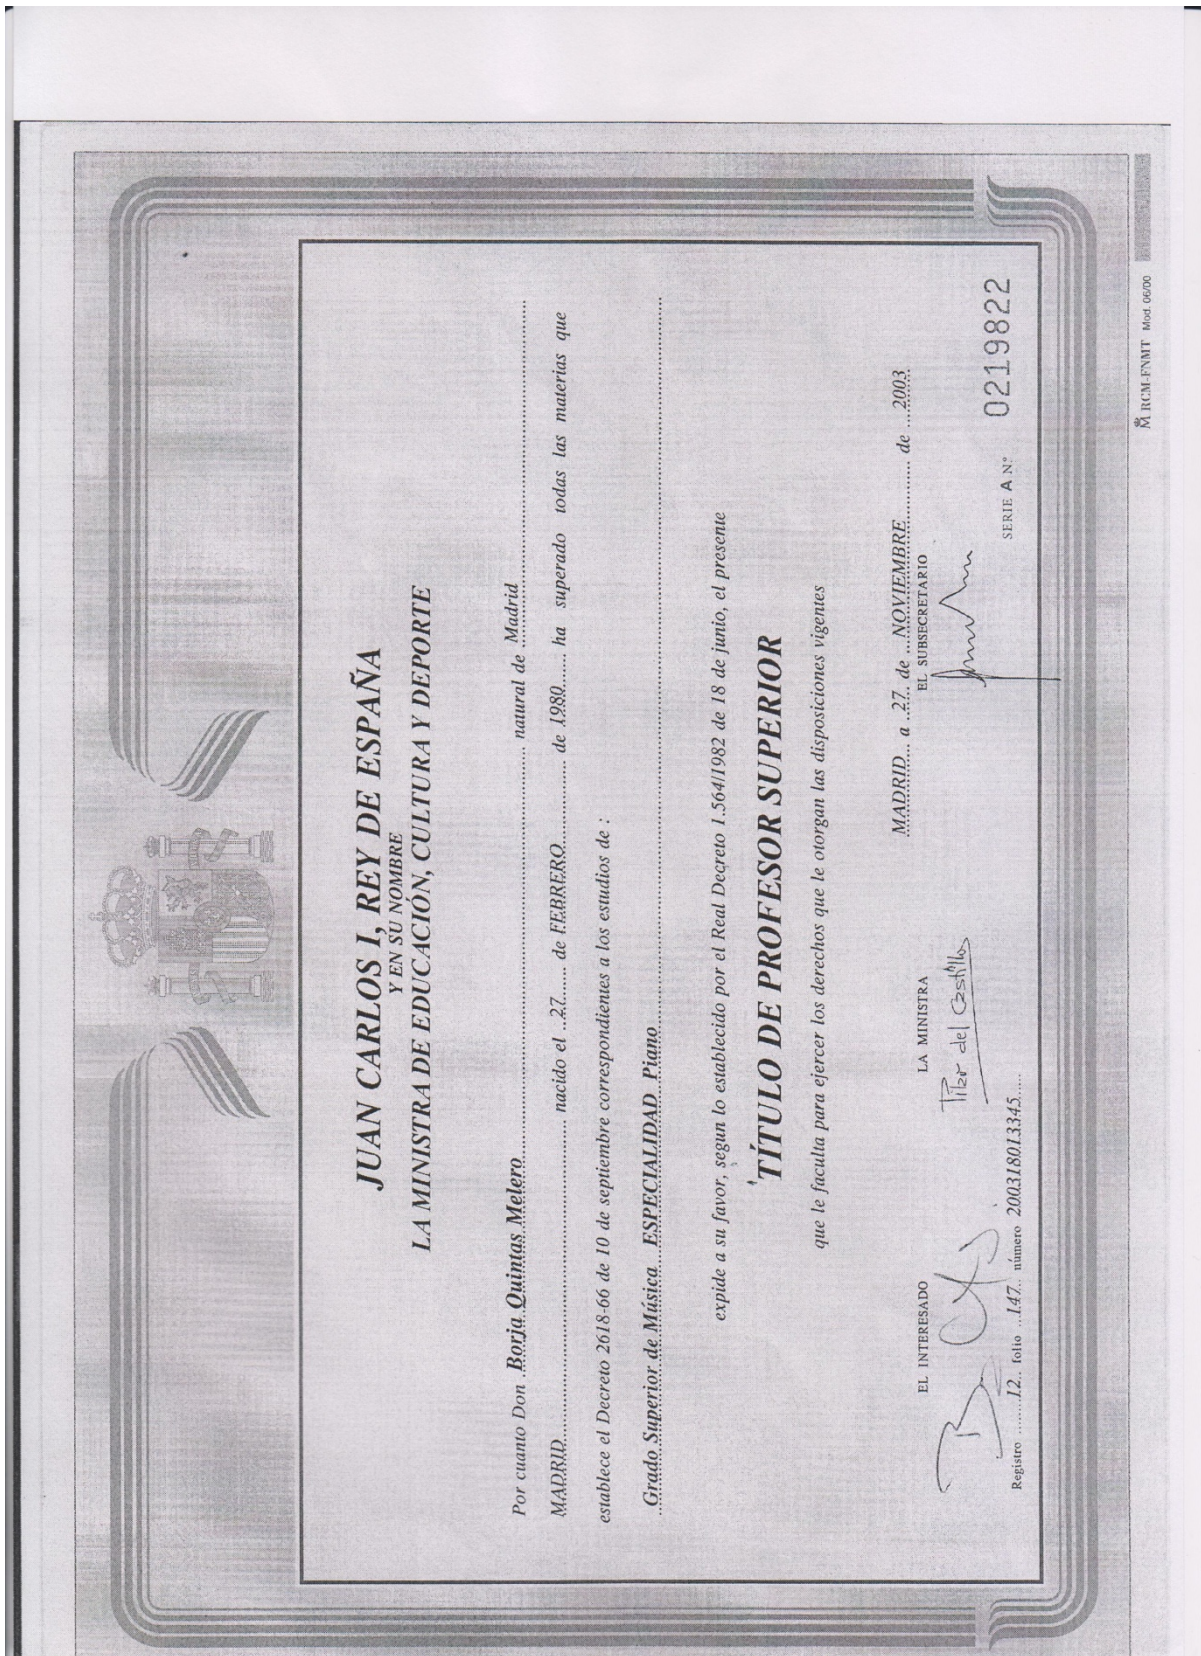 JUAN CARLOS I, REY DE ESPAÑA
Y EN SU NOMBRE
LA MINISTRA DE EDUCACIÓN, CULTURA Y DEPORTE
Por cuanto Don Borja Quintas Melero natural de Madrid
MADRID nacido el 27 de FEBRERO de 1980 ha superado todas las materias que
establece el Decreto 2618-66 de 10 de septiembre correspondientes a los estudios de :
Grado Superior de Música ESPECIALIDAD Piano
expide a su favor, segun lo establecido por el Real Decreto 1.564/1982 de 18 de junio, el presente
TÍTULO DE PROFESOR SUPERIOR
que le faculta para ejercer los derechos que le otorgan las disposiciones vigentes
MADRID a 27 de NOVIEMBRE de 2003
EL INTERESADO LA MINISTRA EL SUBSECRETARIO
Pilar del Castillo
Registro 12 folio 147 número 200318013345
SERIE A Nº 0219822
RCM-FNMT Mod. 06/00